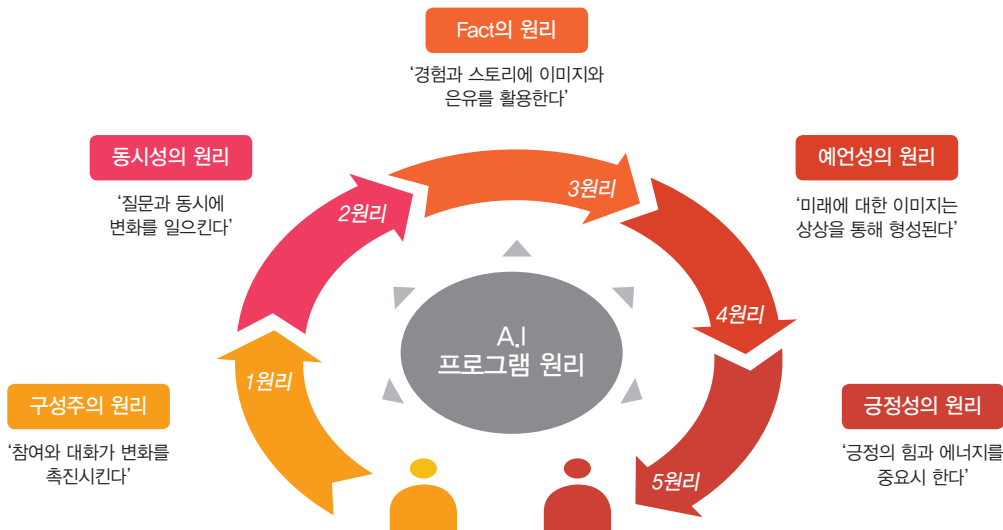 Fact의 원리
‘경험과 스토리에 이미지와
은유를 활용한다’
동시성의 원리
‘질문과 동시에
변화를 일으킨다’
예언성의 원리
‘미래에 대한 이미지는
상상을 통해 형성된다’
2원리
3원리
4원리
1원리
5원리
A.I
프로그램 원리
구성주의 원리
‘참여와 대화가 변화를
촉진시킨다’
긍정성의 원리
‘긍정의 힘과 에너지를
중요시 한다’